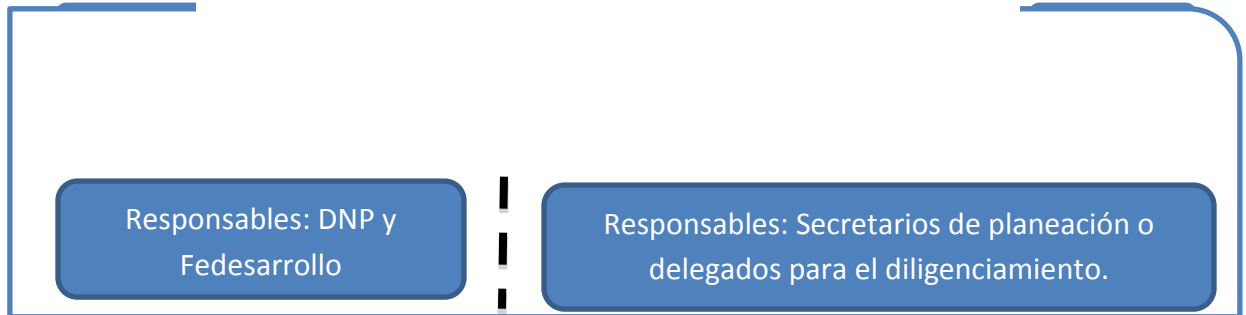 Responsables: DNP y
Fedesarrollo
Responsables: Secretarios de planeación o
delegados para el diligenciamiento.